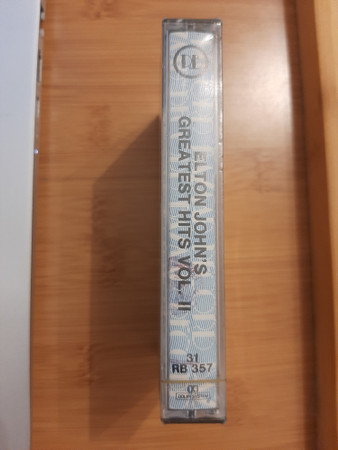 ELTON JOHN'S
GREATEST HITS VOL. II
31
RB 357